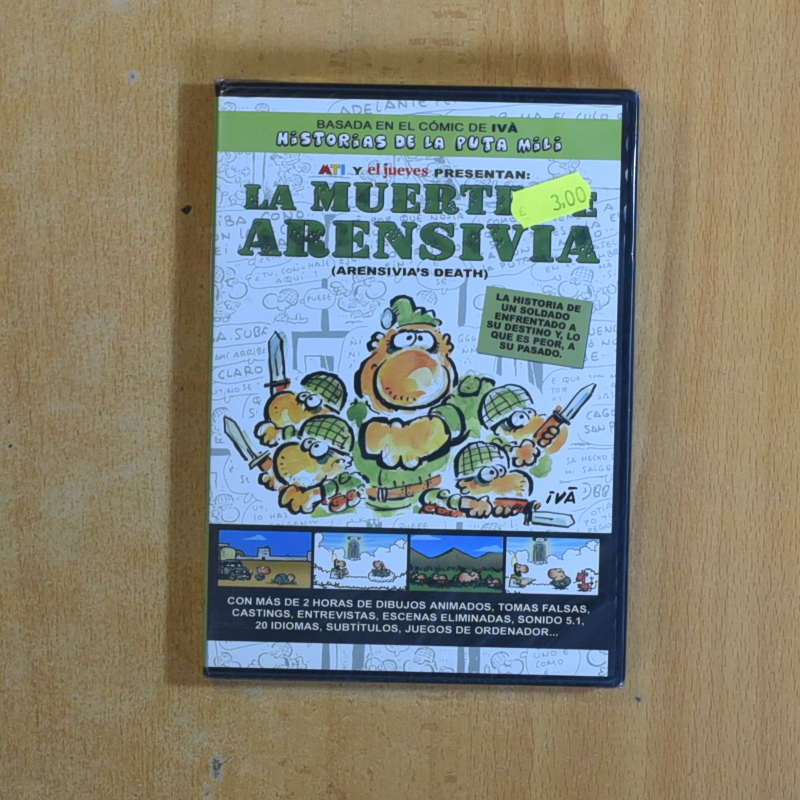 BASADA EN EL CÓMIC DE IVÀ
HISTORIAS DE LA PUTA MILI
ATI Y el jueves PRESENTAN:
LA MUERTE
€ 3,00
ARENSIVIA
(ARENSIVIA'S DEATH)
LA HISTORIA DE
UN SOLDADO
ENFRENTADO A
SU DESTINO Y, LO
QUE ES PEOR, A
SU PASADO.
iVÀ
CON MÁS DE 2 HORAS DE DIBUJOS ANIMADOS, TOMAS FALSAS,
CASTINGS, ENTREVISTAS, ESCENAS ELIMINADAS, SONIDO 5.1,
20 IDIOMAS, SUBTÍTULOS, JUEGOS DE ORDENADOR...